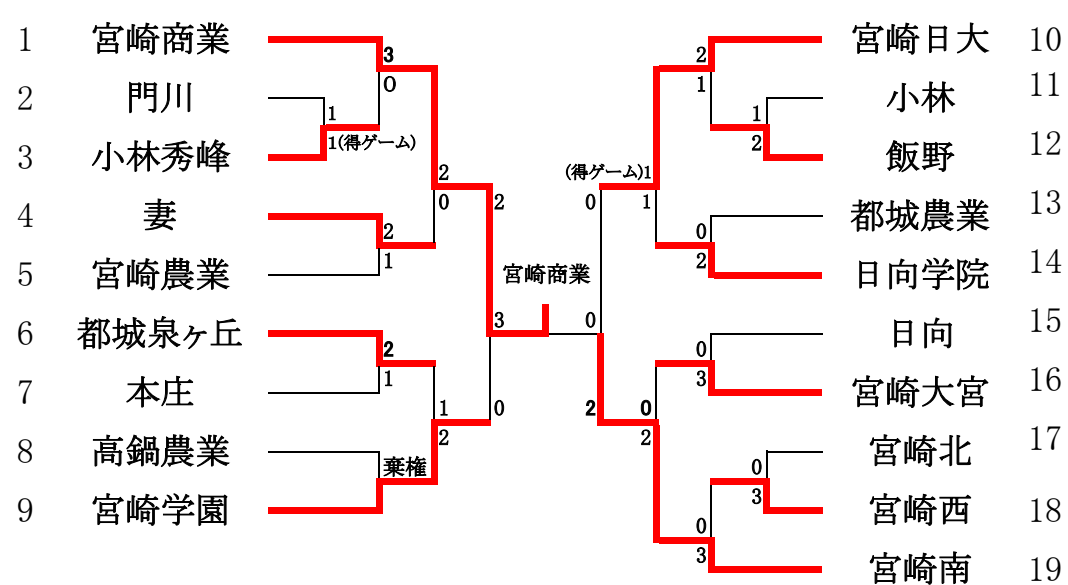 1 宮崎商業
2 門川
3 小林秀峰
4 妻
5 宮崎農業
6 都城泉ヶ丘
7 本庄
8 高鍋農業
9 宮崎学園
3
0
1
1(得ゲーム)
2
0
2
1
2
宮崎商業
3
2
1
1
2
0
棄権
宮崎日大 10
小林 11
飯野 12
都城農業 13
日向学院 14
日向 15
宮崎大宮 16
宮崎北 17
宮崎西 18
宮崎南 19
2
1
1
2
(得ゲーム)1
0
1
0
2
0
0
3
2
0
2
0
3
0
3